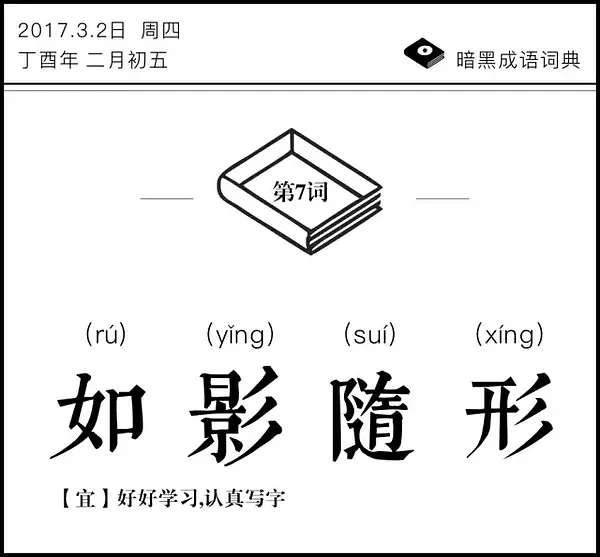 2017.3.2日 周四
丁酉年 二月初五
暗黑成语词典
第7词
(rú) (yǐng) (suí) (xíng)
如影隨形
【宜】好好学习,认真写字